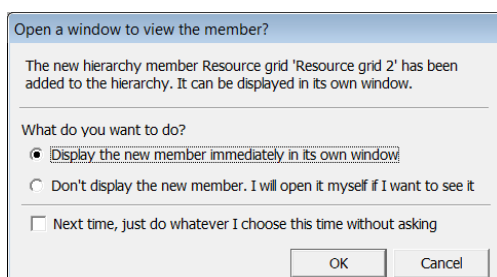 Open a window to view the member?
The new hierarchy member Resource grid 'Resource grid 2' has been
added to the hierarchy. It can be displayed in its own window.
What do you want to do?
Display the new member immediately in its own window
Don't display the new member. I will open it myself if I want to see it
Next time, just do whatever I choose this time without asking
OK Cancel